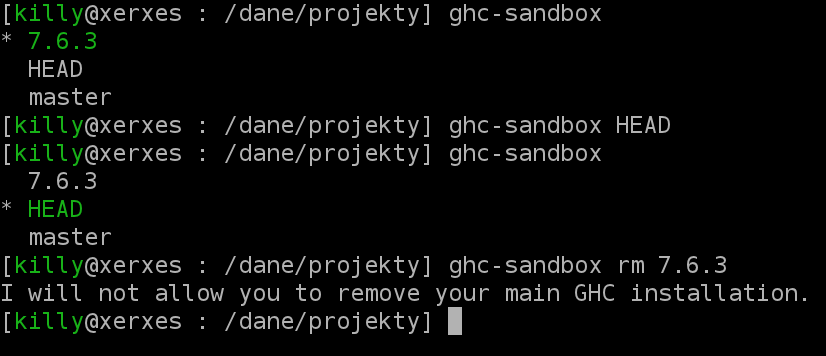 [killy@xerxes : /dane/projekty] ghc-sandbox
* 7.6.3
  HEAD
  master
[killy@xerxes : /dane/projekty] ghc-sandbox HEAD
[killy@xerxes : /dane/projekty] ghc-sandbox
  7.6.3
* HEAD
  master
[killy@xerxes : /dane/projekty] ghc-sandbox rm 7.6.3
I will not allow you to remove your main GHC installation.
[killy@xerxes : /dane/projekty]